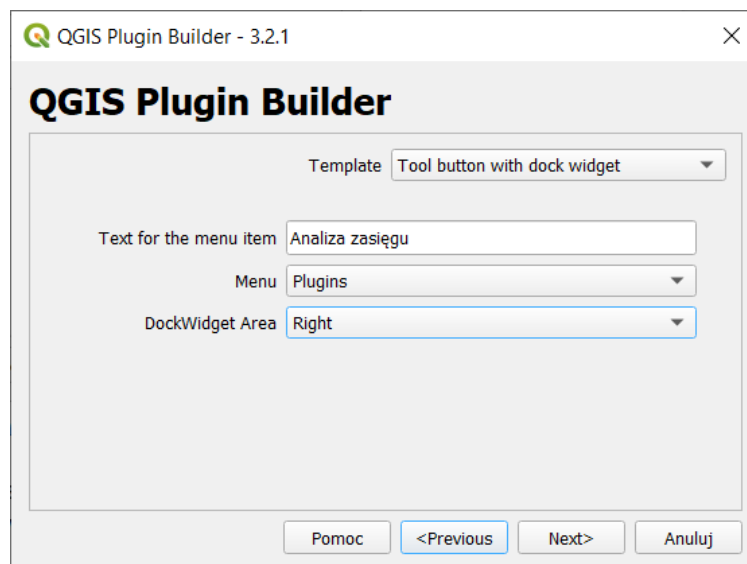 QGIS Plugin Builder - 3.2.1
QGIS Plugin Builder
Template Tool button with dock widget
Text for the menu item Analiza zasięgu
Menu Plugins
DockWidget Area Right
Pomoc <Previous Next> Anuluj